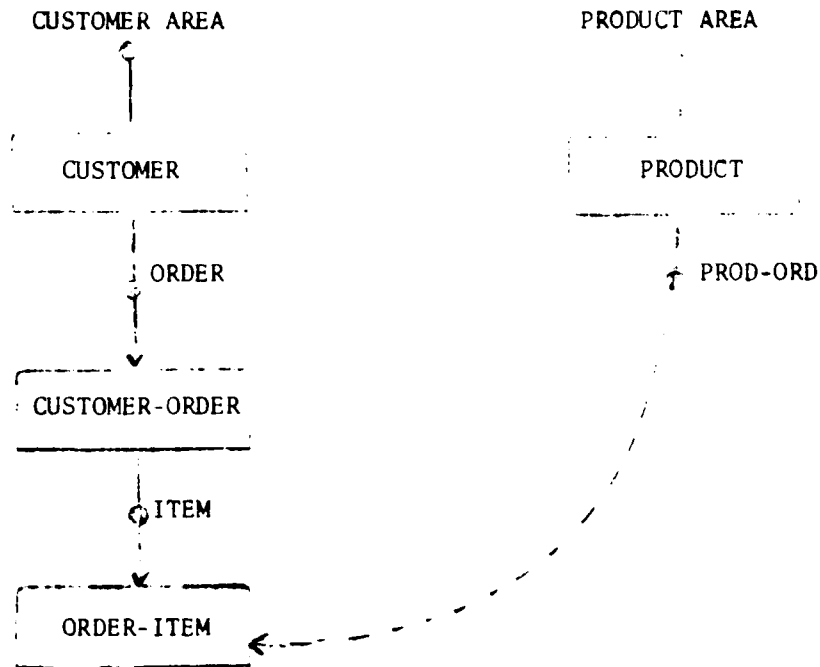 CUSTOMER AREA
PRODUCT AREA
CUSTOMER
PRODUCT
ORDER
PROD-ORD
CUSTOMER-ORDER
ITEM
ORDER-ITEM